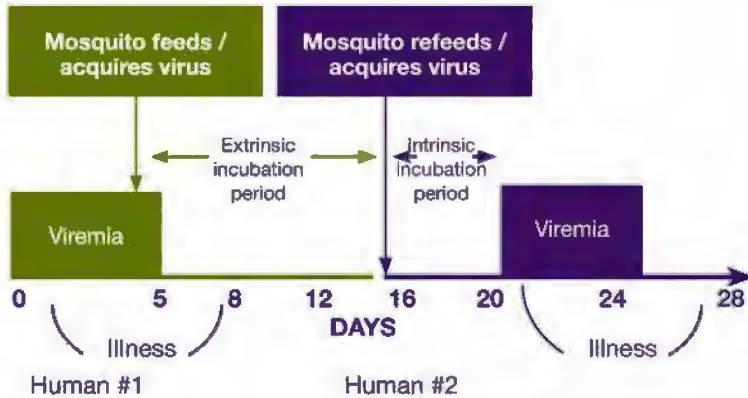 Mosquito feeds /
acquires virus
Mosquito refeeds /
acquires virus
Extrinsic
incubation
period
Intrinsic
incubation
period
Viremia
Viremia
0 5 8 12 16 20 24 28
DAYS
Illness
Illness
Human #1 Human #2